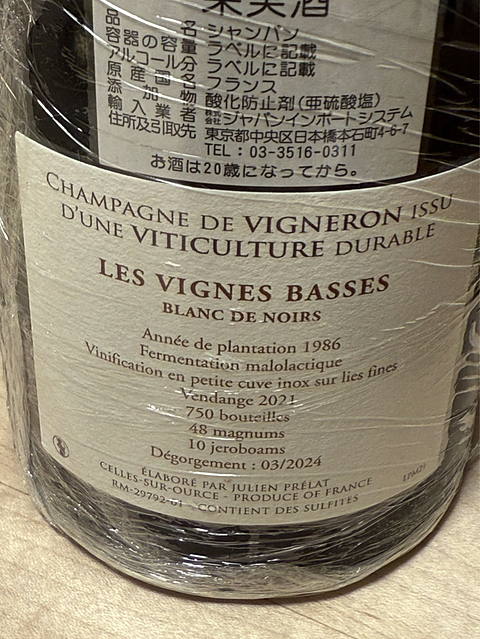 果実酒
品名 シャンパン
容器の容量 ラベルに記載
アルコール分 ラベルに記載
原産国名 フランス
添加物 酸化防止剤(亜硫酸塩)
輸入業者 株式会社ジャパンインポートシステム
住所及引取先 東京都中央区日本橋本石町4-6-7
TEL:03-3516-0311
お酒は20歳になってから。
CHAMPAGNE DE VIGNERON ISSU
D'UNE VITICULTURE DURABLE
LES VIGNES BASSES
BLANC DE NOIRS
Année de plantation 1986
Fermentation malolactique
Vinification en petite cuve inox sur lies fines
Vendange 2021
750 bouteilles
48 magnums
10 jeroboams
Dégorgement : 03/2024
ÉLABORÉ PAR JULIEN PRÉLAT
CELLES-SUR-OURCE - PRODUCE OF FRANCE
RM-29792-01 - CONTIENT DES SULFITES